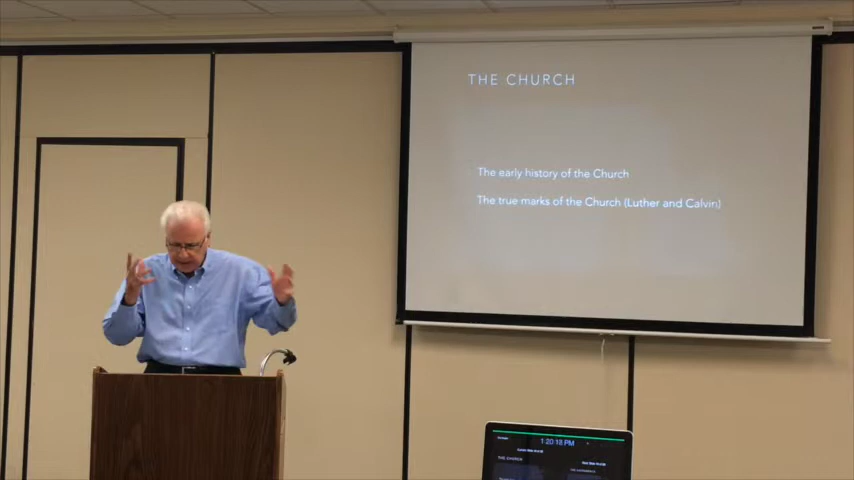 THE CHURCH
The early history of the Church
The true marks of the Church (Luther and Calvin)
1:20:18 PM
THE CHURCH